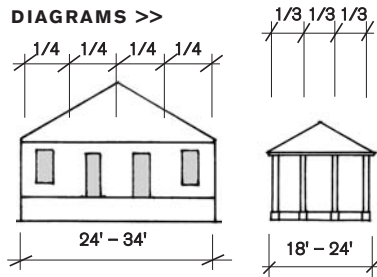 DIAGRAMS >>
1/4 1/4 1/4 1/4
1/3 1/3 1/3
24' – 34'
18' – 24'